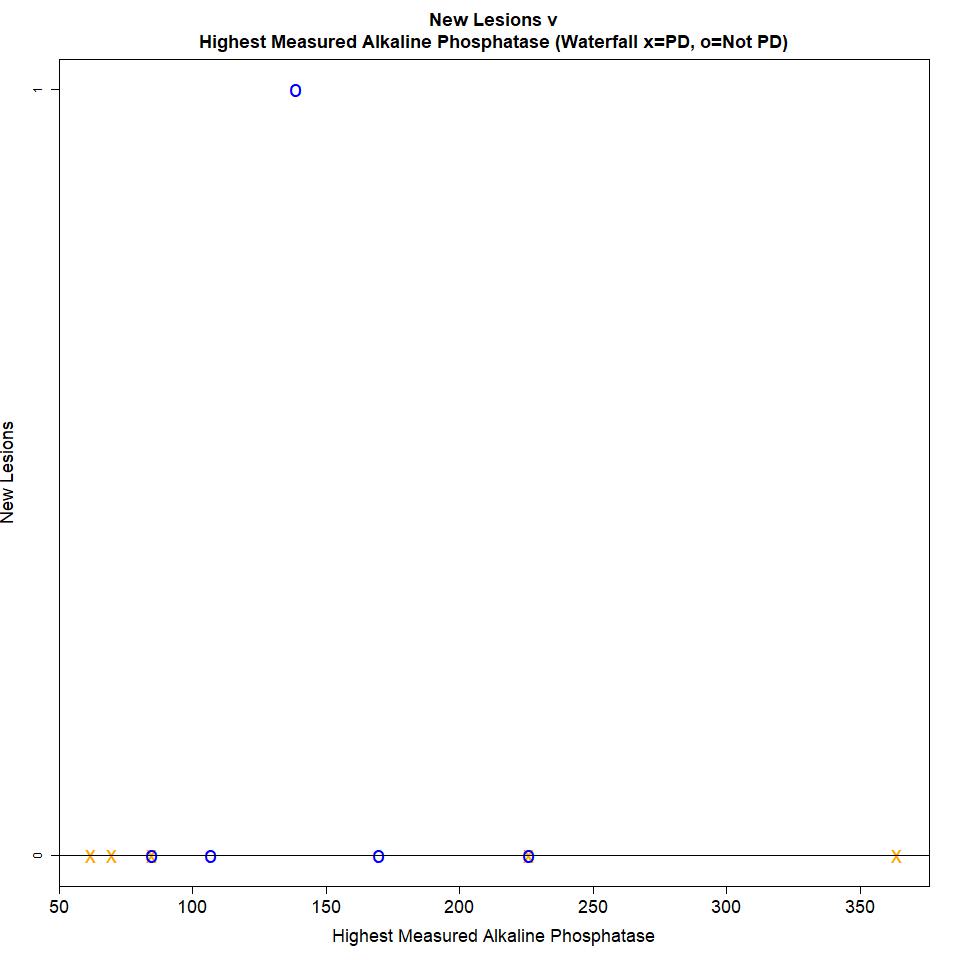 New Lesions v
Highest Measured Alkaline Phosphatase (Waterfall x=PD, o=Not PD)
1
New Lesions
0
50 100 150 200 250 300 350
Highest Measured Alkaline Phosphatase